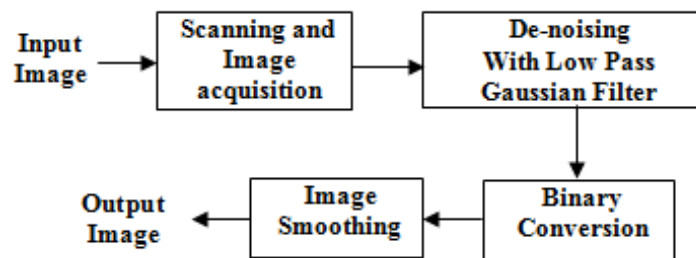 Input
Image
Scanning and
Image
acquisition
De-noising
With Low Pass
Gaussian Filter
Binary
Conversion
Image
Smoothing
Output
Image